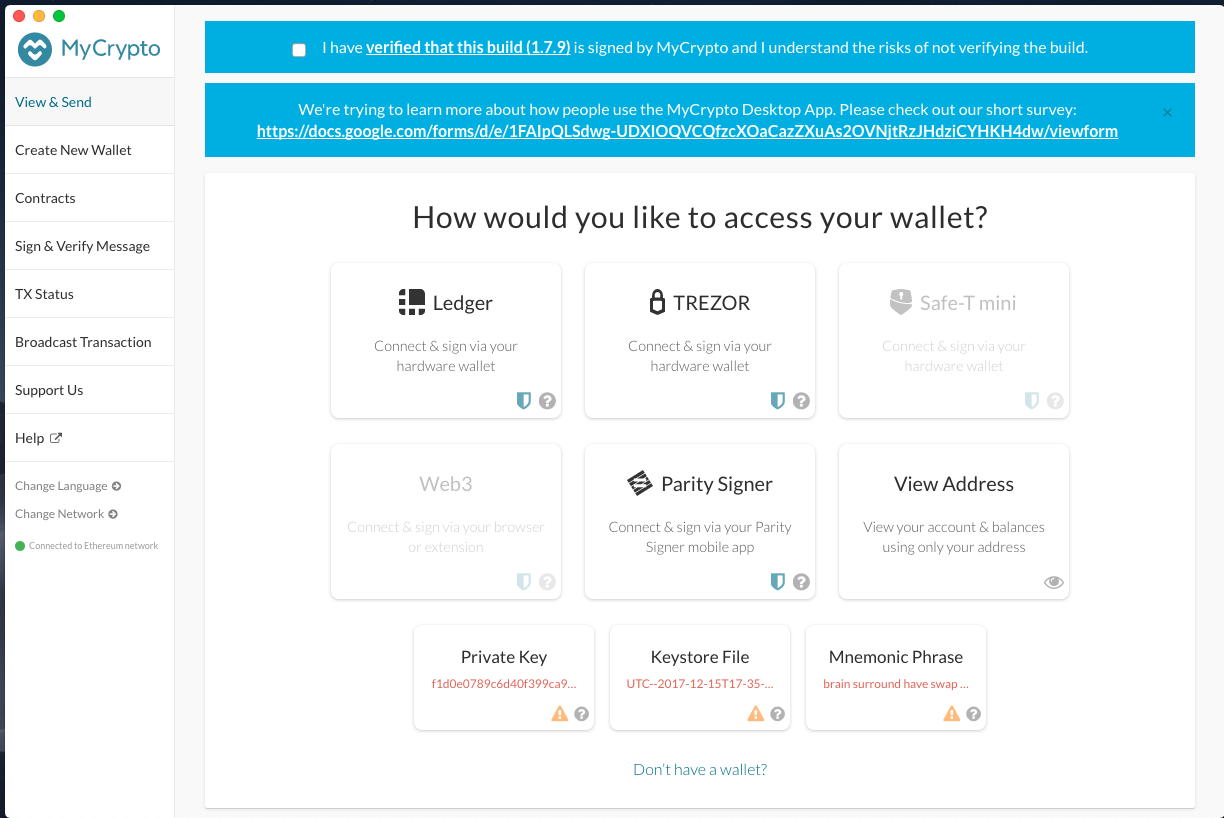 MyCrypto
View & Send
Create New Wallet
Contracts
Sign & Verify Message
TX Status
Broadcast Transaction
Support Us
Help
Change Language
Change Network
Connected to Ethereum network
I have verified that this build (1.7.9) is signed by MyCrypto and I understand the risks of not verifying the build.
We're trying to learn more about how people use the MyCrypto Desktop App. Please check out our short survey:
https://docs.google.com/forms/d/e/1FAIpQLSdwg-UDXIOQVCQfzcXOaCazZXuAs2OVNjtRzJHdziCYHKH4dw/viewform
How would you like to access your wallet?
Ledger
Connect & sign via your
hardware wallet
TREZOR
Connect & sign via your
hardware wallet
Safe-T mini
Connect & sign via your
hardware wallet
Web3
Connect & sign via your browser
or extension
Parity Signer
Connect & sign via your Parity
Signer mobile app
View Address
View your account & balances
using only your address
Private Key
f1d0e0789c6d40f399ca9...
Keystore File
UTC--2017-12-15T17-35-...
Mnemonic Phrase
brain surround have swap ...
Don't have a wallet?